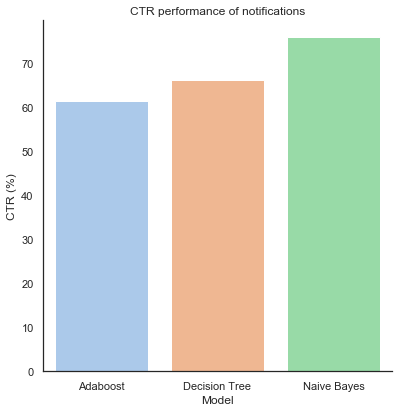 CTR performance of notifications
CTR (%)
70
60
50
40
30
20
10
0
Adaboost Decision Tree Naive Bayes
Model